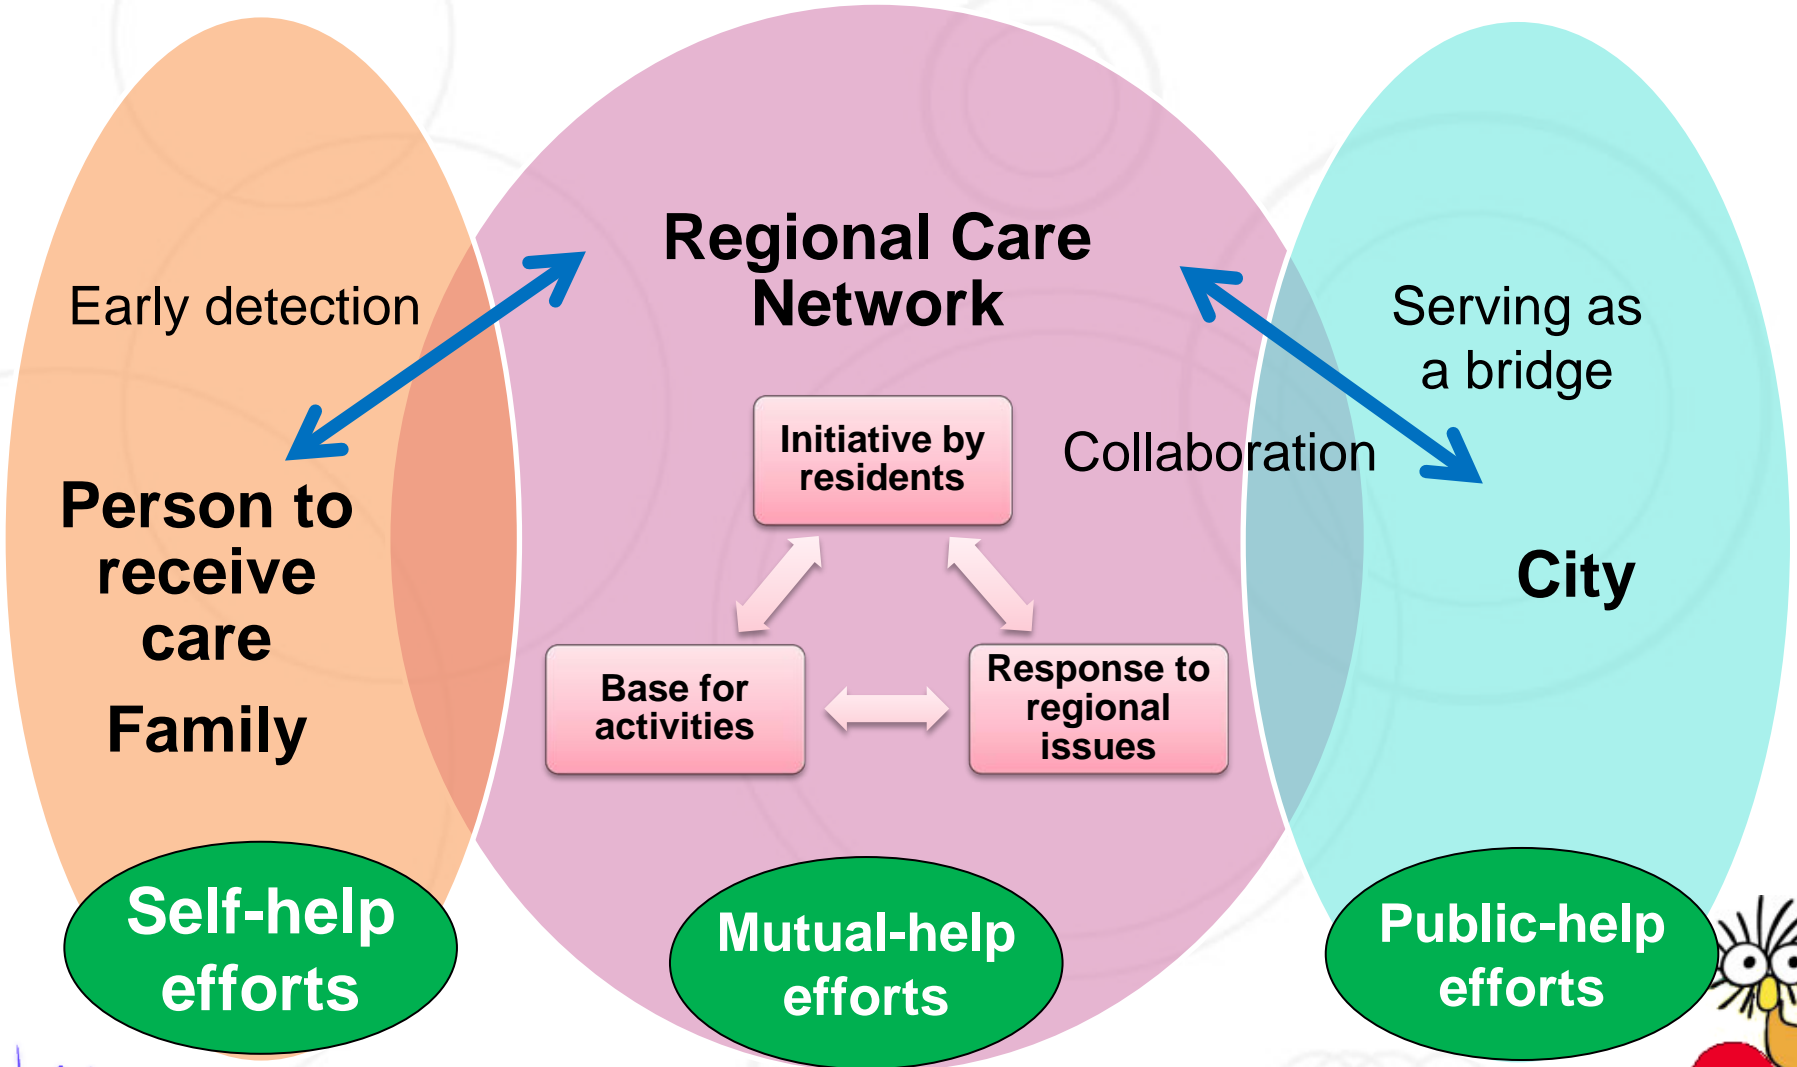 Regional Care
Network
Early detection
Serving as
a bridge
Initiative by
residents
Collaboration
Person to
receive
care
Family
City
Base for
activities
Response to
regional
issues
Self-help
efforts
Mutual-help
efforts
Public-help
efforts